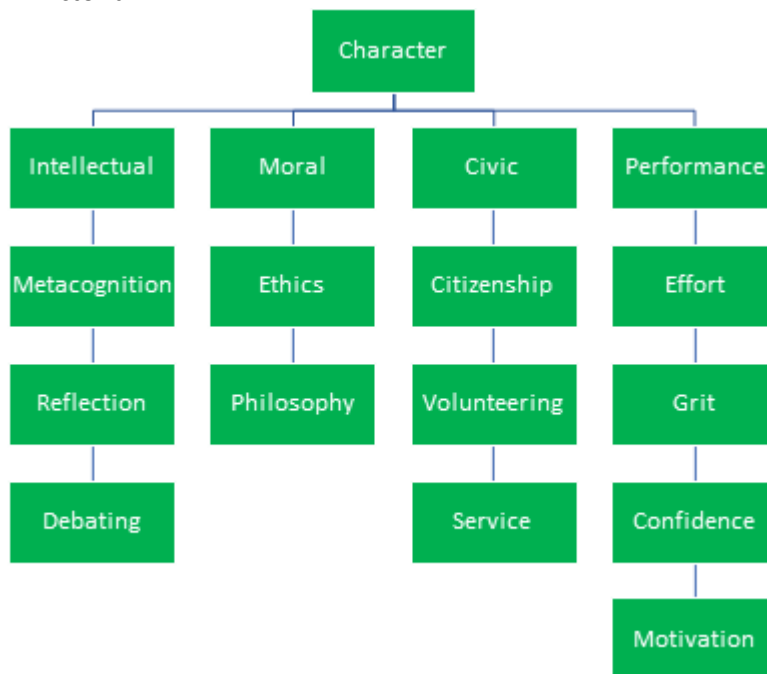 Character
Intellectual
Moral
Civic
Performance
Metacognition
Ethics
Citizenship
Effort
Reflection
Philosophy
Volunteering
Grit
Debating
Service
Confidence
Motivation